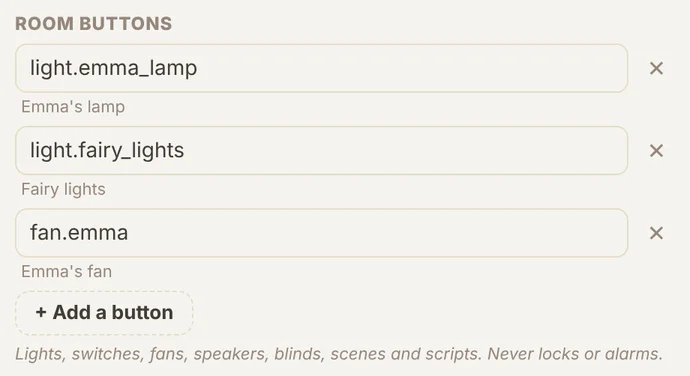 ROOM BUTTONS
light.emma_lamp ×
Emma's lamp
light.fairy_lights ×
Fairy lights
fan.emma ×
Emma's fan
+ Add a button
Lights, switches, fans, speakers, blinds, scenes and scripts. Never locks or alarms.